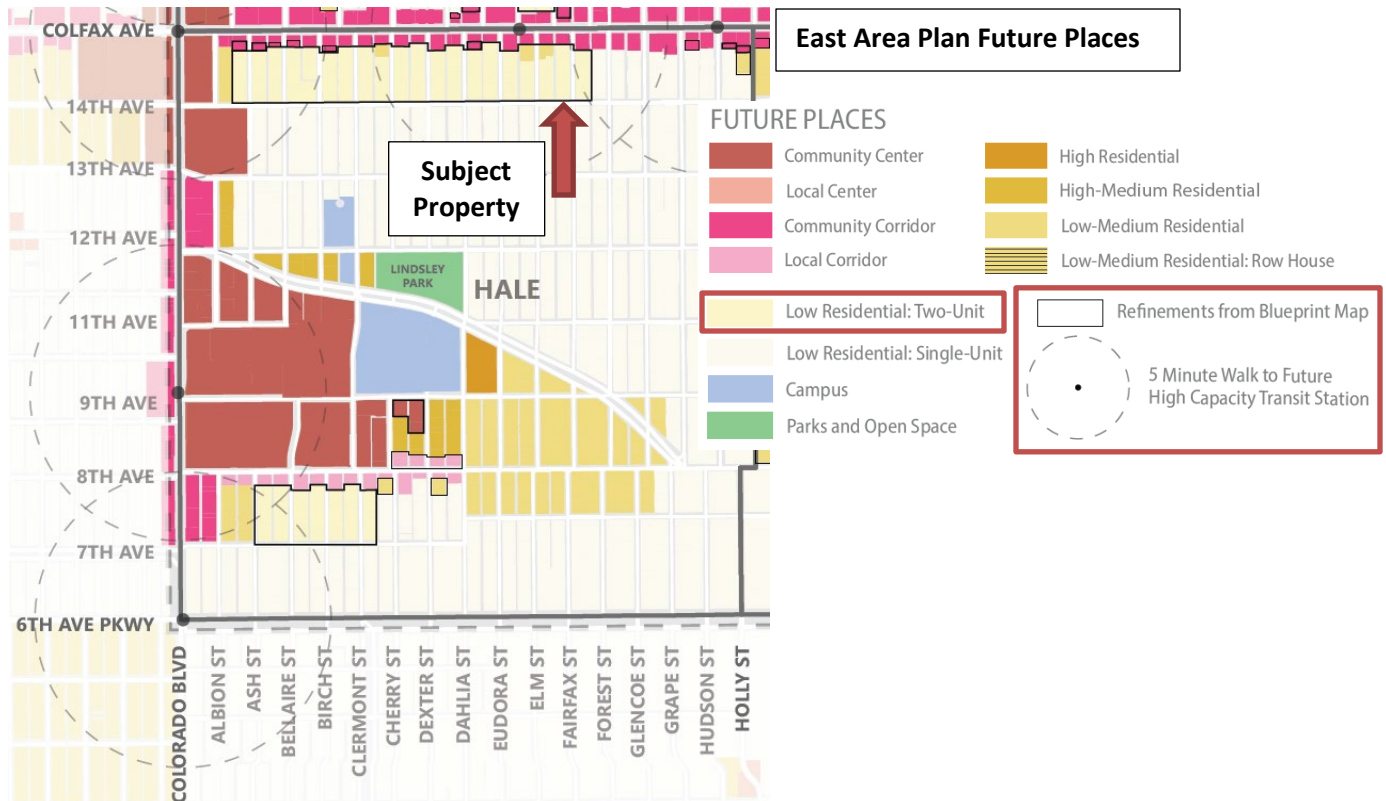 East Area Plan Future Places
COLFAX AVE
14TH AVE
13TH AVE
12TH AVE
11TH AVE
9TH AVE
8TH AVE
7TH AVE
6TH AVE PKWY
Subject
Property
LINDSLEY
PARK
HALE
COLORADO BLVD
ALBION ST
ASH ST
BELLAIRE ST
BIRCH ST
CLERMONT ST
CHERRY ST
DEXTER ST
DAHLIA ST
EUDORA ST
ELM ST
FAIRFAX ST
FOREST ST
GLENCOE ST
GRAPE ST
HUDSON ST
HOLLY ST
FUTURE PLACES
Community Center
Local Center
Community Corridor
Local Corridor
Low Residential: Two-Unit
Low Residential: Single-Unit
Campus
Parks and Open Space
High Residential
High-Medium Residential
Low-Medium Residential
Low-Medium Residential: Row House
Refinements from Blueprint Map
5 Minute Walk to Future
High Capacity Transit Station